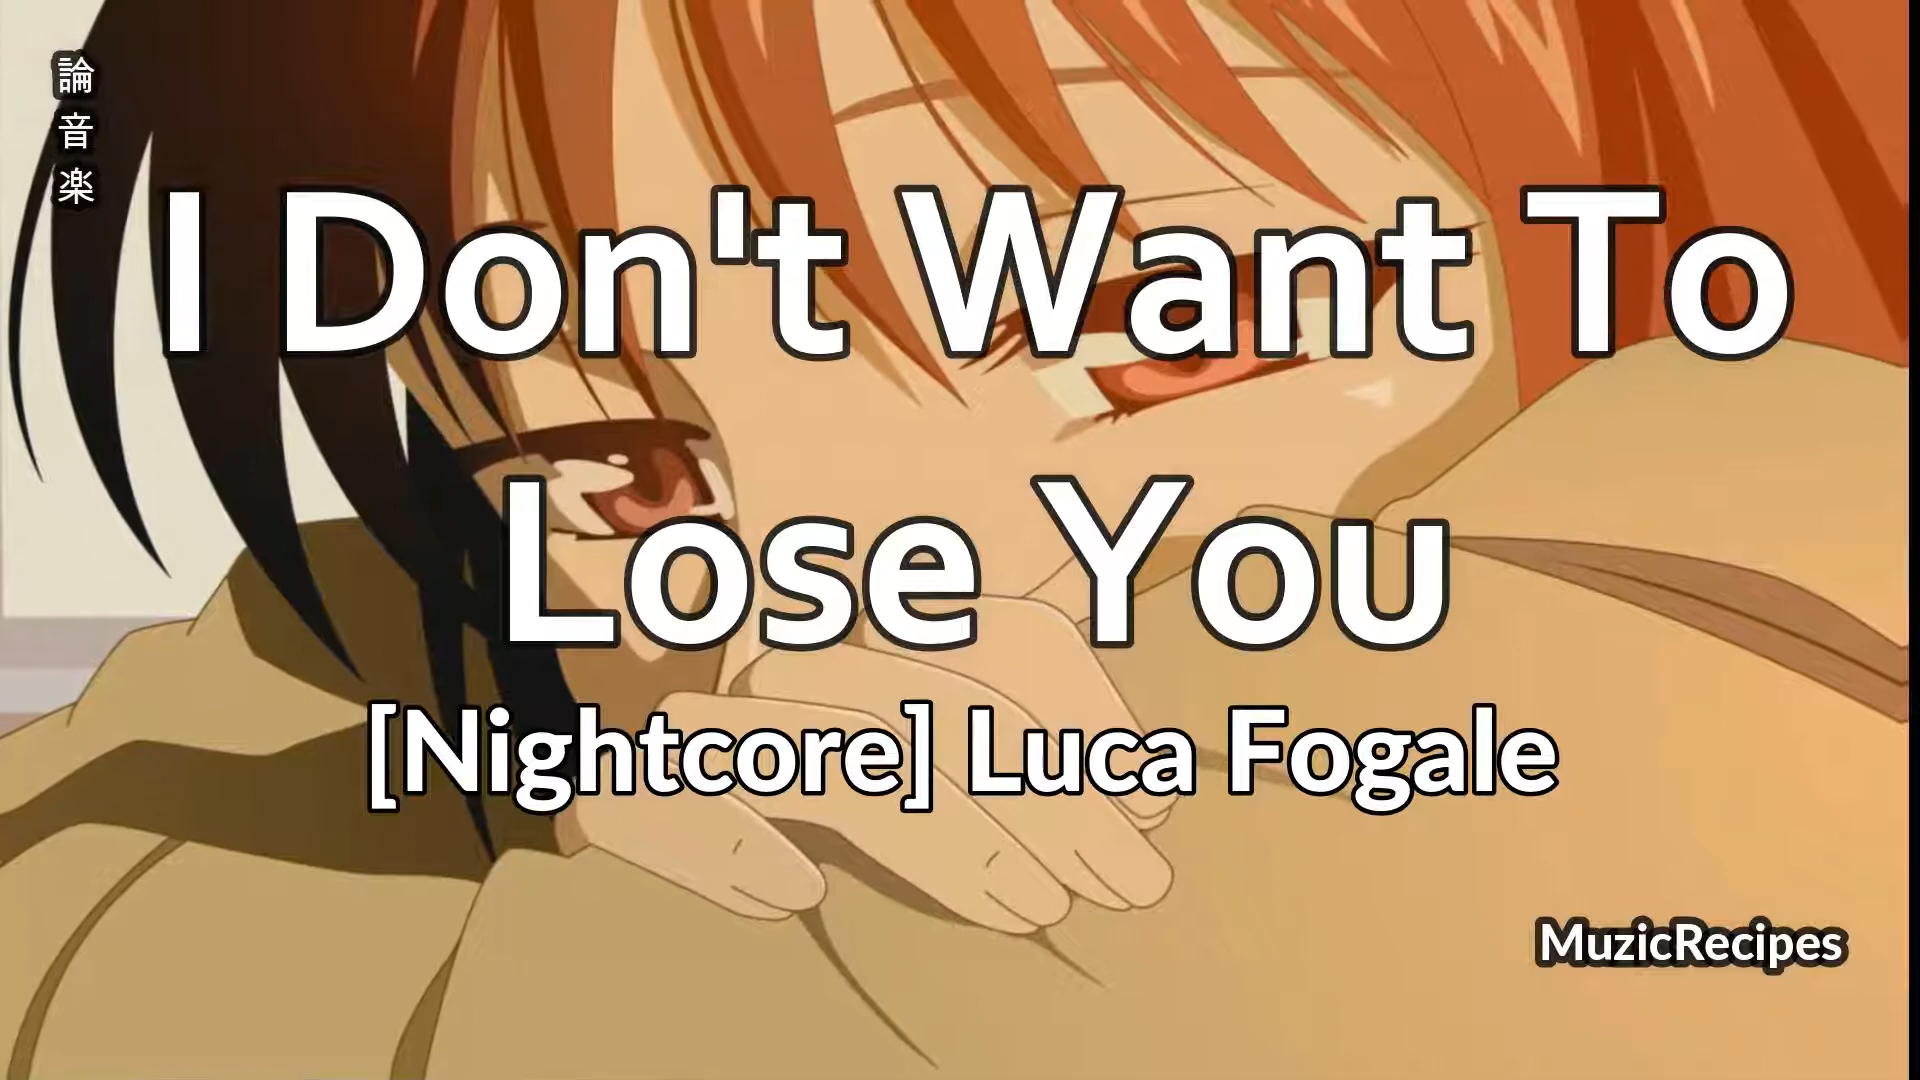 論音楽
I Don't Want To
Lose You
[Nightcore] Luca Fogale
MuzicRecipes